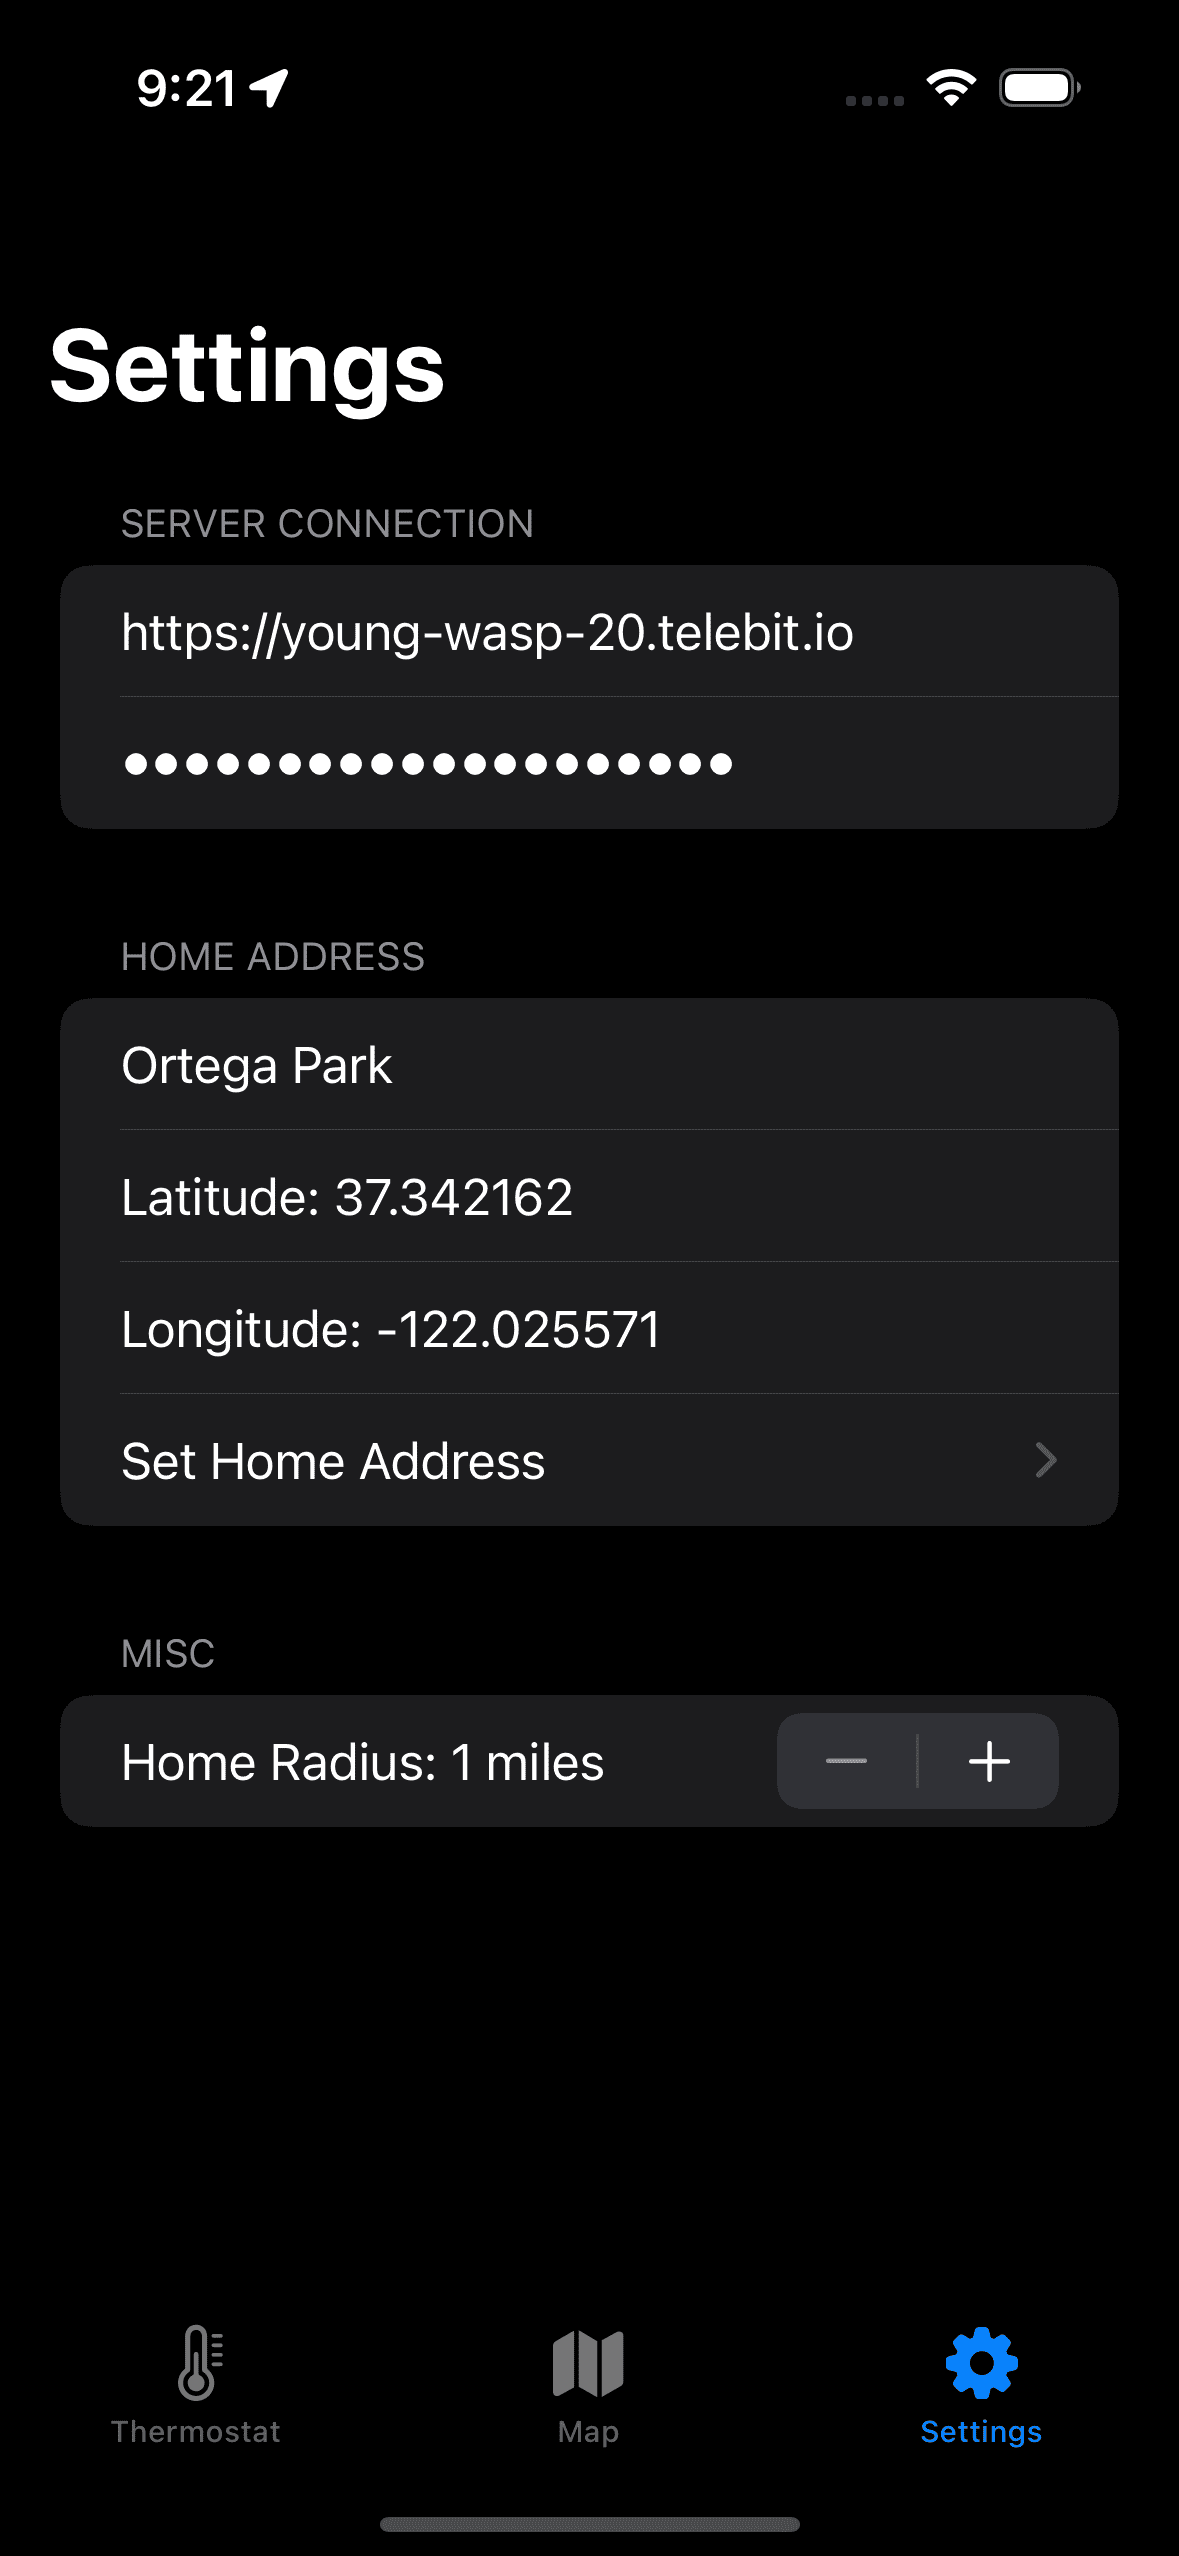 9:21
Settings
SERVER CONNECTION
https://young-wasp-20.telebit.io
••••••••••••••••••••
HOME ADDRESS
Ortega Park
Latitude: 37.342162
Longitude: -122.025571
Set Home Address
MISC
Home Radius: 1 miles
Thermostat
Map
Settings